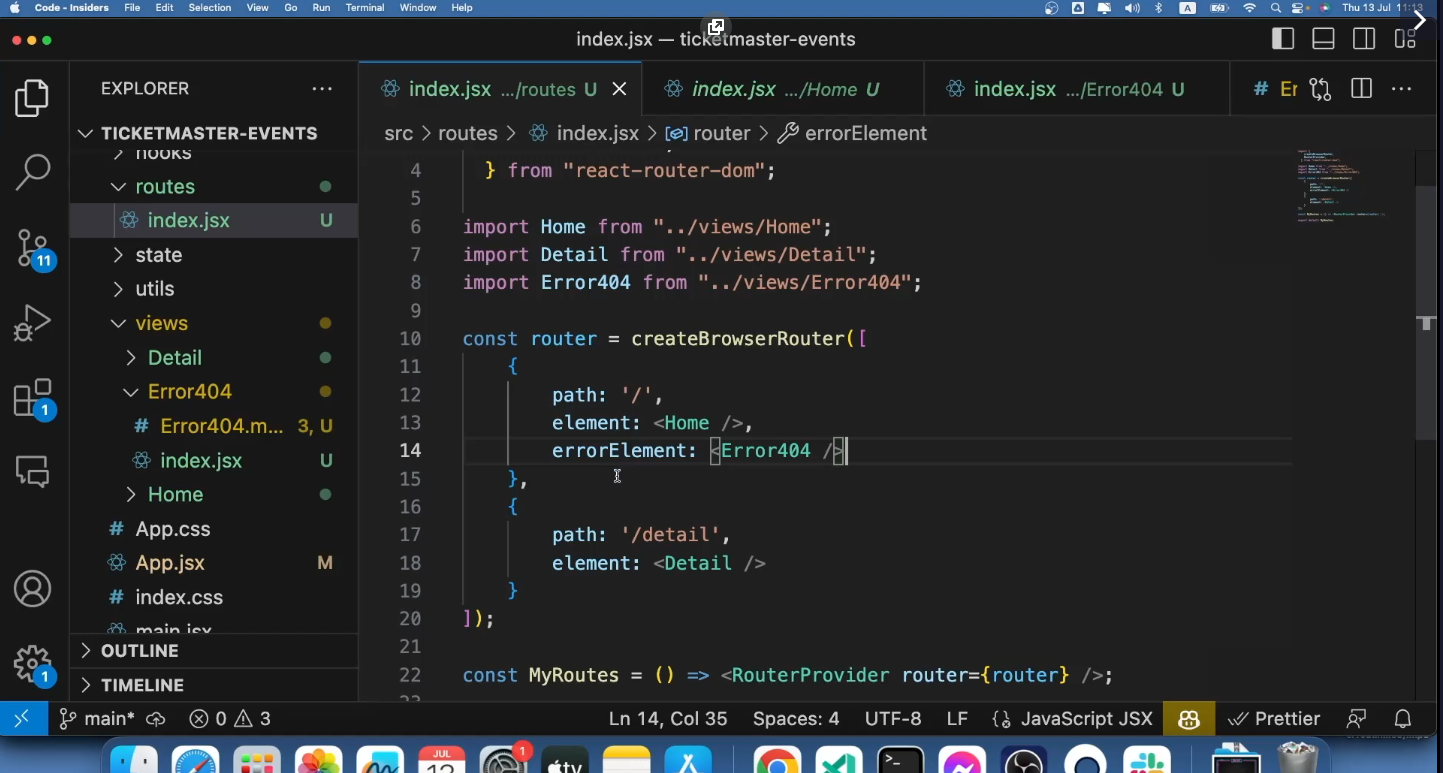 Code - Insiders File Edit Selection View Go Run Terminal Window Help A Thu 13 Jul 11:13
index.jsx — ticketmaster-events
EXPLORER
TICKETMASTER-EVENTS
hooks
routes
index.jsx U
state
utils
views
Detail
Error404
# Error404.m... 3, U
index.jsx U
Home
# App.css
App.jsx M
# index.css
main.jsx
OUTLINE
TIMELINE
11
1
1
index.jsx .../routes U
index.jsx .../Home U
index.jsx .../Error404 U
# Er
src > routes > index.jsx > router > errorElement
4 } from "react-router-dom";
5
6 import Home from "../views/Home";
7 import Detail from "../views/Detail";
8 import Error404 from "../views/Error404";
9
10 const router = createBrowserRouter([
11 {
12 path: '/',
13 element: <Home />,
14 errorElement: <Error404 />
15 },
16 {
17 path: '/detail',
18 element: <Detail />
19 }
20 ]);
21
22 const MyRoutes = () => <RouterProvider router={router} />;
23
main* 0 3 Ln 14, Col 35 Spaces: 4 UTF-8 LF JavaScript JSX Prettier
JUL
12
1
tv